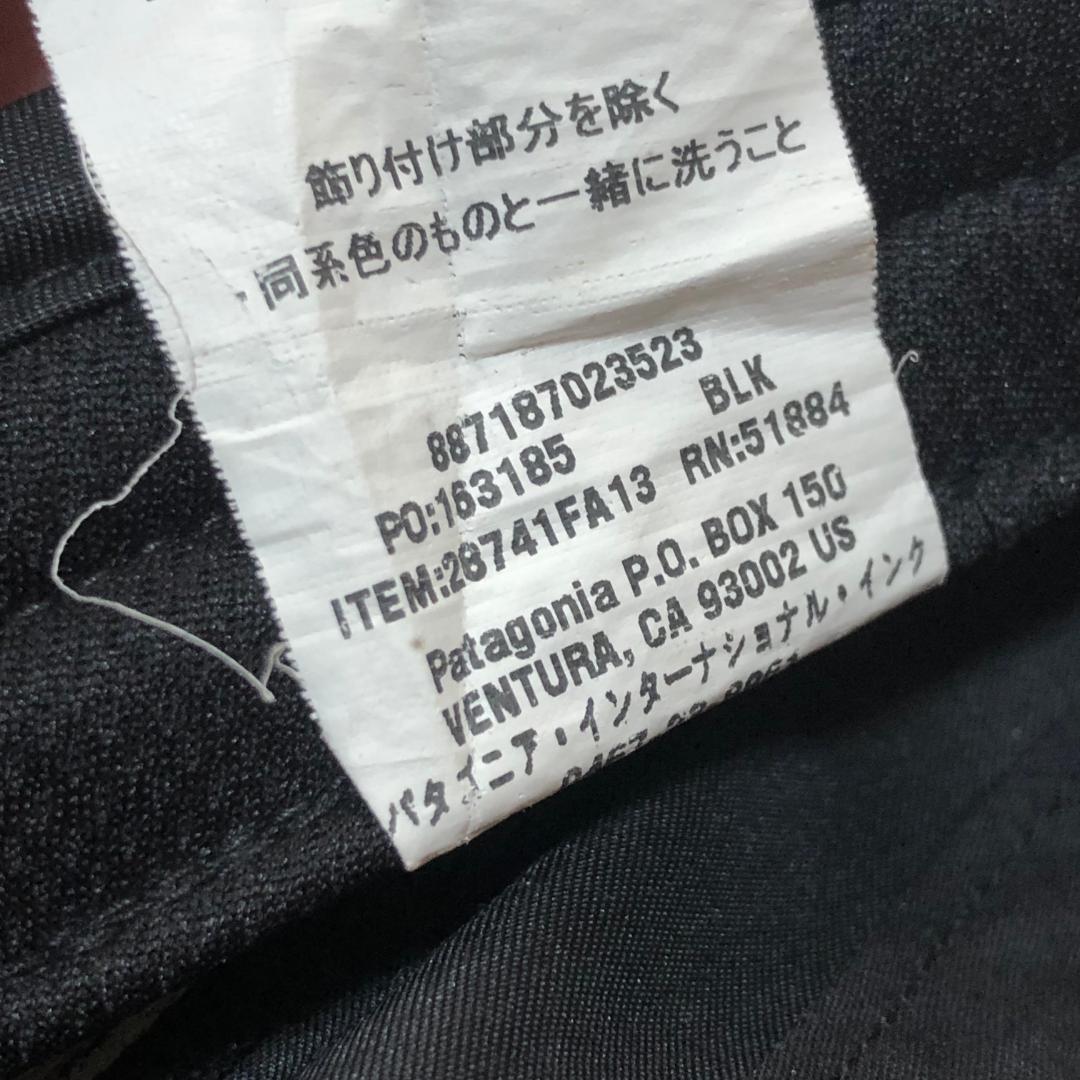 飾り付け部分を除く
同系色のものと一緒に洗うこと
887187023523
PO:163185 BLK
ITEM:28741FA13 RN:51884
Patagonia P.O. BOX 150
VENTURA, CA 93002 US
パタゴニア・インターナショナル・インク